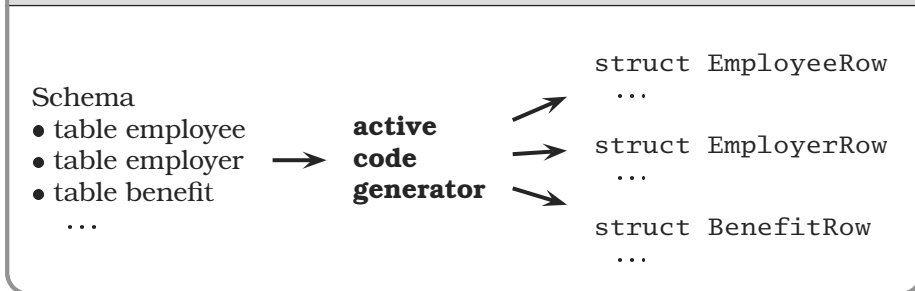 Schema
• table employee
• table employer
• table benefit
...
active
code
generator
struct EmployeeRow
...
struct EmployerRow
...
struct BenefitRow
...